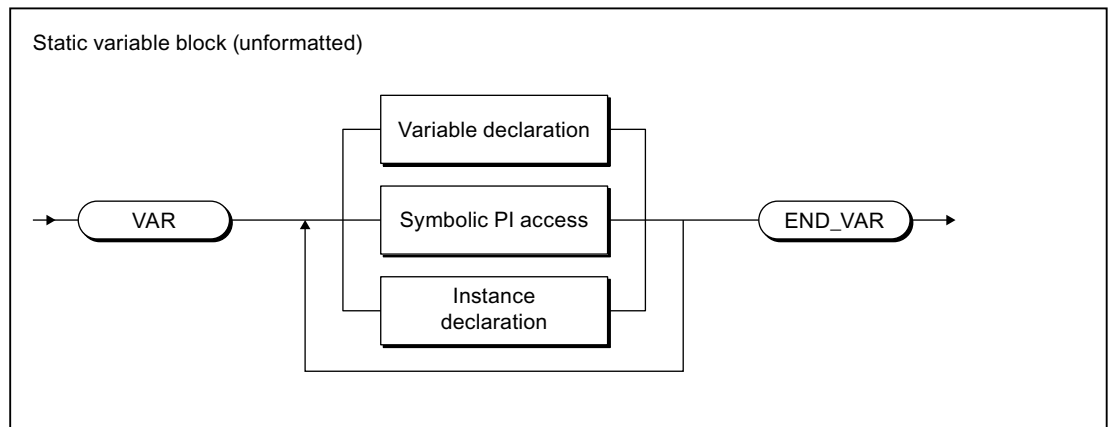 Static variable block (unformatted)
Variable declaration
VAR
Symbolic PI access
END_VAR
Instance
declaration